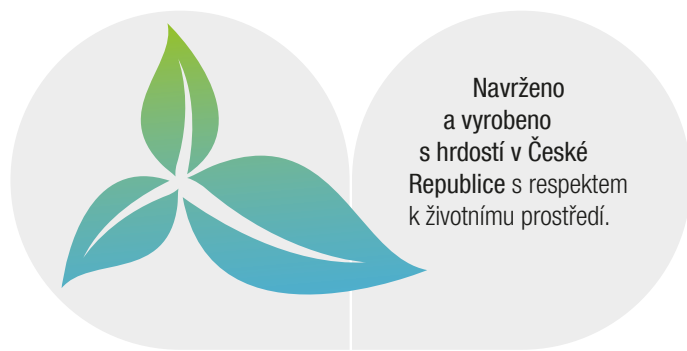 Navrženo
a vyrobeno
s hrdostí v České
Republice s respektem
k životnímu prostředí.